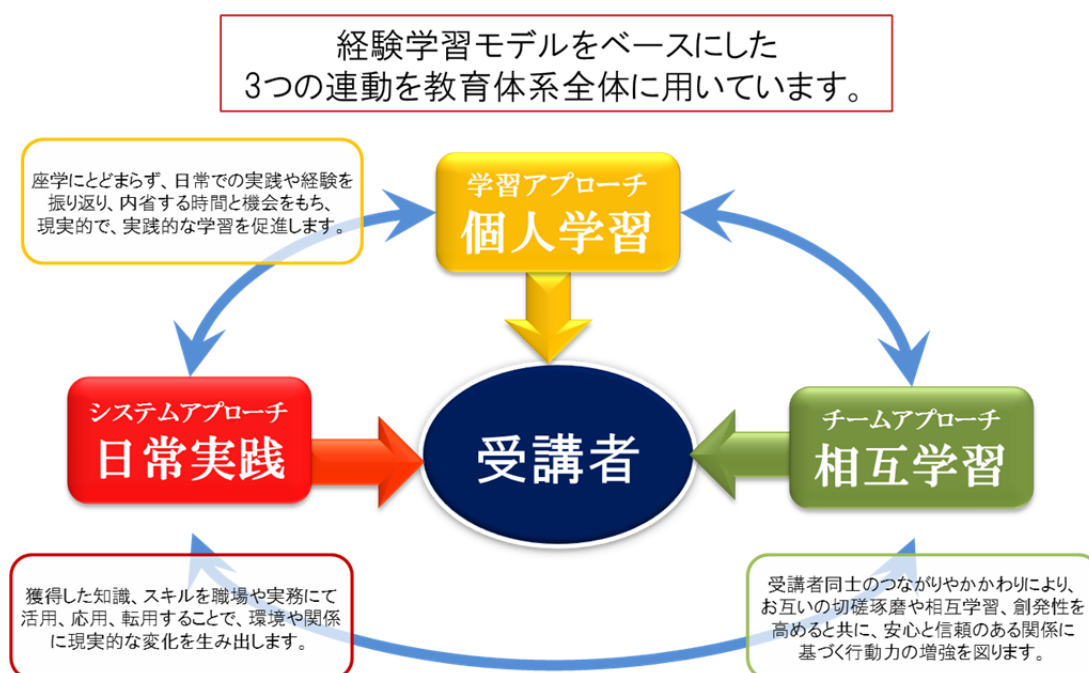 経験学習モデルをベースにした
3つの連動を教育体系全体に用いています。
座学にとどまらず、日常での実践や経験を
振り返り、内省する時間と機会をもち、
現実的で、実践的な学習を促進します。
学習アプローチ
個人学習
システムアプローチ
日常実践
受講者
チームアプローチ
相互学習
獲得した知識、スキルを職場や実務にて
活用、応用、転用することで、環境や関係
に現実的な変化を生み出します。
受講者同士のつながりやかかわりにより、
お互いの切磋琢磨や相互学習、創発性を
高めると共に、安心と信頼のある関係に
基づく行動力の増強を図ります。